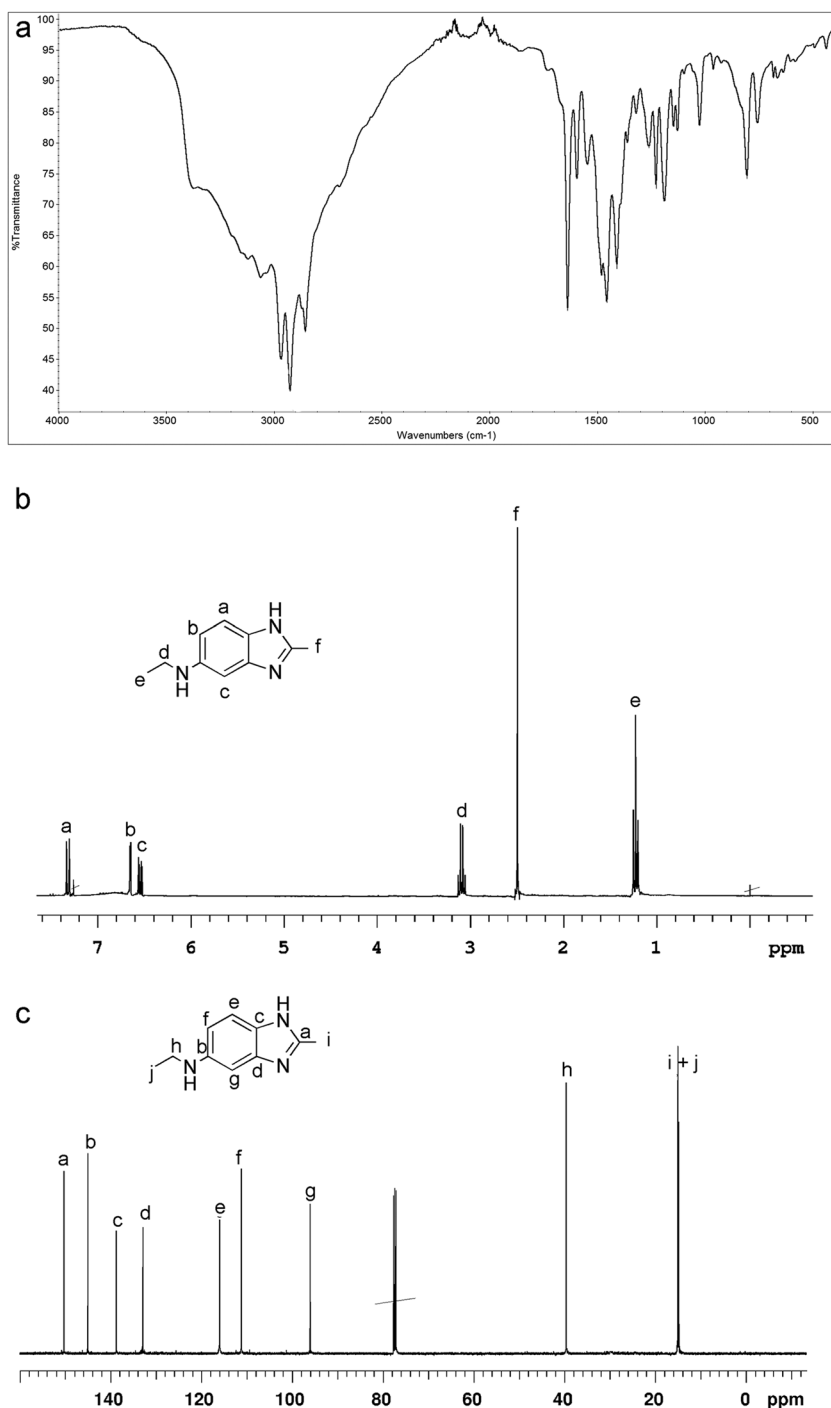 a
100
95
90
85
80
75
70
65
60
55
50
45
40
%Transmittance
4000 3500 3000 2500 2000 1500 1000 500
Wavenumbers (cm-1)
b
f
a H
N
b
d f
e N
H c N
e
d
a
b
c
7 6 5 4 3 2 1 ppm
c
e H
N
f c
h b a i
j N
H g d N
i + j
h
b
a
f
c d e
g
140 120 100 80 60 40 20 0 ppm